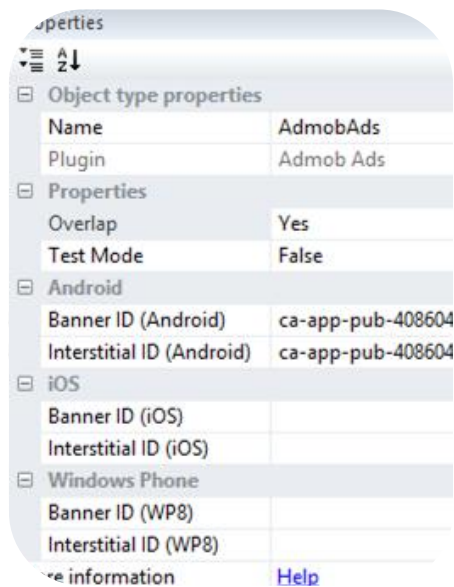 operties
Object type properties
Name AdmobAds
Plugin Admob Ads
Properties
Overlap Yes
Test Mode False
Android
Banner ID (Android) ca-app-pub-408604
Interstitial ID (Android) ca-app-pub-408604
iOS
Banner ID (iOS)
Interstitial ID (iOS)
Windows Phone
Banner ID (WP8)
Interstitial ID (WP8)
re information Help